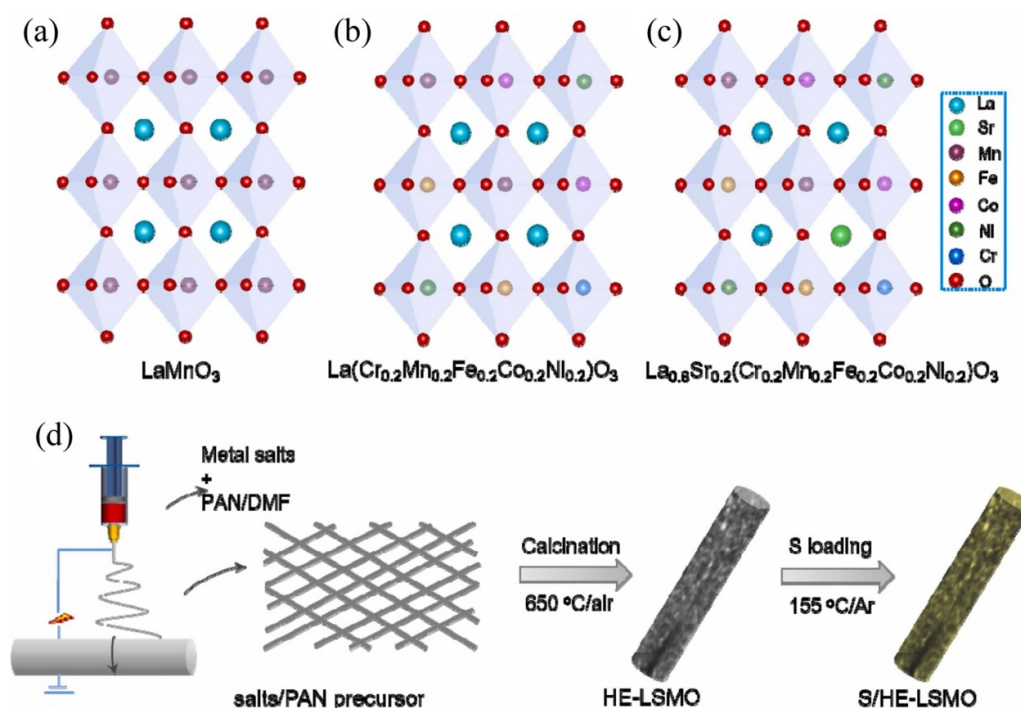 (a)
(b)
(c)
La
Sr
Mn
Fe
Co
Ni
Cr
O
LaMnO₃
La(Cr₀.₂Mn₀.₂Fe₀.₂Co₀.₂Ni₀.₂)O₃
La₀.₈Sr₀.₂(Cr₀.₂Mn₀.₂Fe₀.₂Co₀.₂Ni₀.₂)O₃
(d)
Metal salts
+
PAN/DMF
salts/PAN precursor
Calcination
650 °C/air
HE-LSMO
S loading
155 °C/Ar
S/HE-LSMO